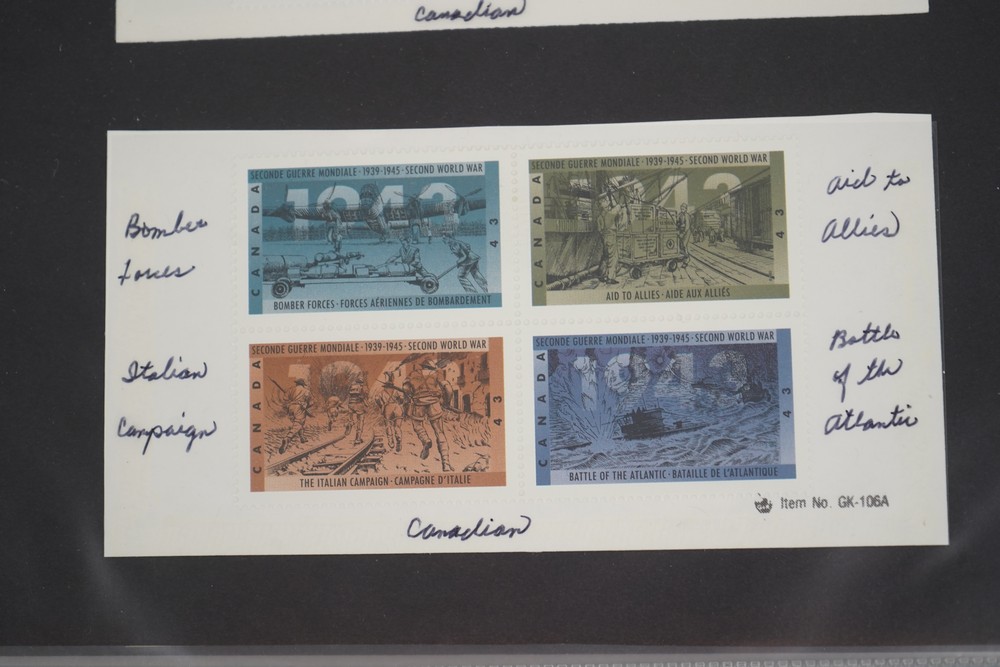 Canadian
Bomber
Forces
SECONDE GUERRE MONDIALE · 1939-1945 · SECOND WORLD WAR
1943
CANADA
43
BOMBER FORCES · FORCES AÉRIENNES DE BOMBARDEMENT
SECONDE GUERRE MONDIALE · 1939-1945 · SECOND WORLD WAR
1943
CANADA
43
AID TO ALLIES · AIDE AUX ALLIÉS
aid to
Allies
Italian
Campaign
SECONDE GUERRE MONDIALE · 1939-1945 · SECOND WORLD WAR
1943
CANADA
43
THE ITALIAN CAMPAIGN · CAMPAGNE D'ITALIE
SECONDE GUERRE MONDIALE · 1939-1945 · SECOND WORLD WAR
1943
CANADA
43
BATTLE OF THE ATLANTIC · BATAILLE DE L'ATLANTIQUE
Battle
of the
Atlantic
Item No. GK-106A
Canadian